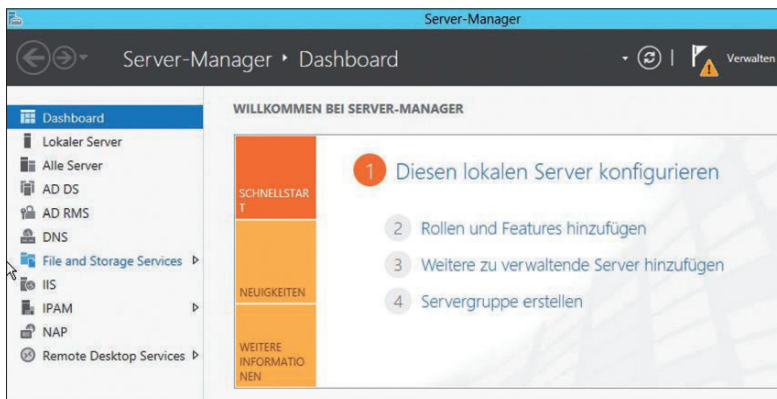 Server-Manager
Server-Manager ‣ Dashboard
Verwalten
Dashboard
Lokaler Server
Alle Server
AD DS
AD RMS
DNS
File and Storage Services
IIS
IPAM
NAP
Remote Desktop Services
WILLKOMMEN BEI SERVER-MANAGER
SCHNELLSTAR
T
NEUIGKEITEN
WEITERE
INFORMATIO
NEN
1 Diesen lokalen Server konfigurieren
2 Rollen und Features hinzufügen
3 Weitere zu verwaltende Server hinzufügen
4 Servergruppe erstellen